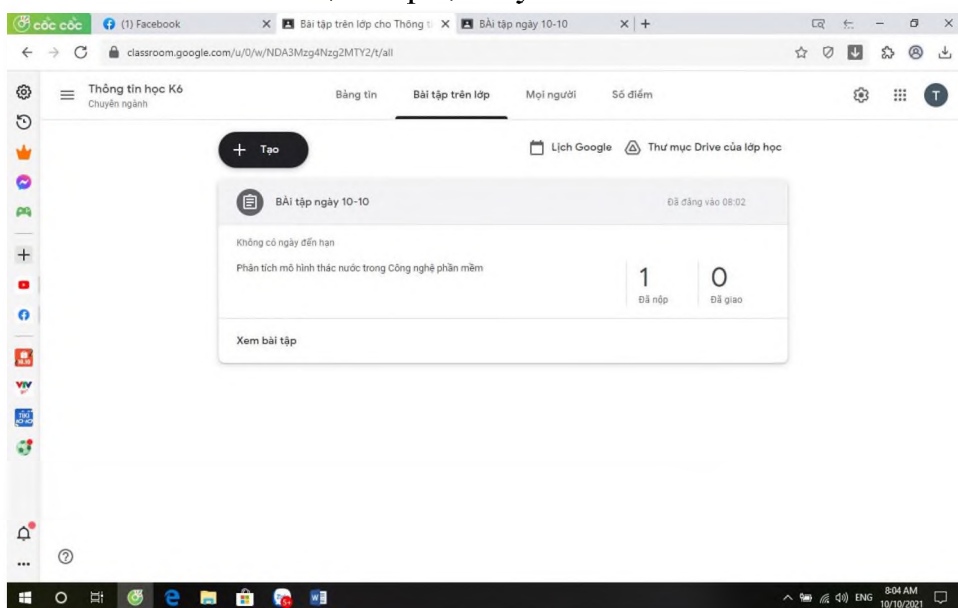 cốc cốc
(1) Facebook
Bài tập trên lớp cho Thông ti
BÀi tập ngày 10-10
classroom.google.com/u/0/w/NDA3Mzg4Nzg2MTY2/t/all
Thông tin học K6
Chuyên ngành
Bảng tin
Bài tập trên lớp
Mọi người
Số điểm
T
Tạo
Lịch Google
Thư mục Drive của lớp học
BÀi tập ngày 10-10
Đã đăng vào 08:02
Không có ngày đến hạn
Phân tích mô hình thác nước trong Công nghệ phần mềm
1
Đã nộp
0
Đã giao
Xem bài tập
VTV
ENG
8:04 AM
10/10/2021